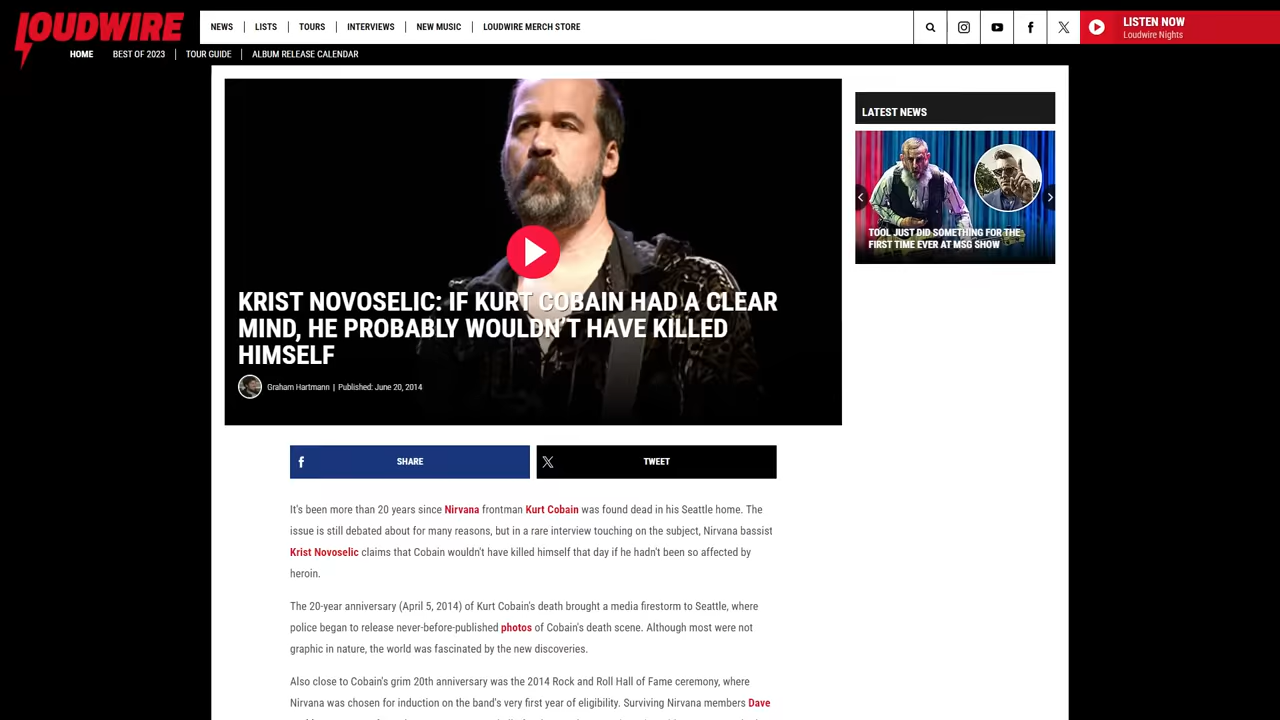 LOUDWIRE
NEWS
LISTS
TOURS
INTERVIEWS
NEW MUSIC
LOUDWIRE MERCH STORE
LISTEN NOW
Loudwire Nights
HOME
BEST OF 2023
TOUR GUIDE
ALBUM RELEASE CALENDAR
KRIST NOVOSELIC: IF KURT COBAIN HAD A CLEAR
MIND, HE PROBABLY WOULDN'T HAVE KILLED
HIMSELF
Graham Hartmann | Published: June 20, 2014
LATEST NEWS
TOOL JUST DID SOMETHING FOR THE
FIRST TIME EVER AT MSG SHOW
SHARE
TWEET
It's been more than 20 years since Nirvana frontman Kurt Cobain was found dead in his Seattle home. The
issue is still debated about for many reasons, but in a rare interview touching on the subject, Nirvana bassist
Krist Novoselic claims that Cobain wouldn't have killed himself that day if he hadn't been so affected by
heroin.
The 20-year anniversary (April 5, 2014) of Kurt Cobain's death brought a media firestorm to Seattle, where
police began to release never-before-published photos of Cobain's death scene. Although most were not
graphic in nature, the world was fascinated by the new discoveries.
Also close to Cobain's grim 20th anniversary was the 2014 Rock and Roll Hall of Fame ceremony, where
Nirvana was chosen for induction on the band's very first year of eligibility. Surviving Nirvana members Dave